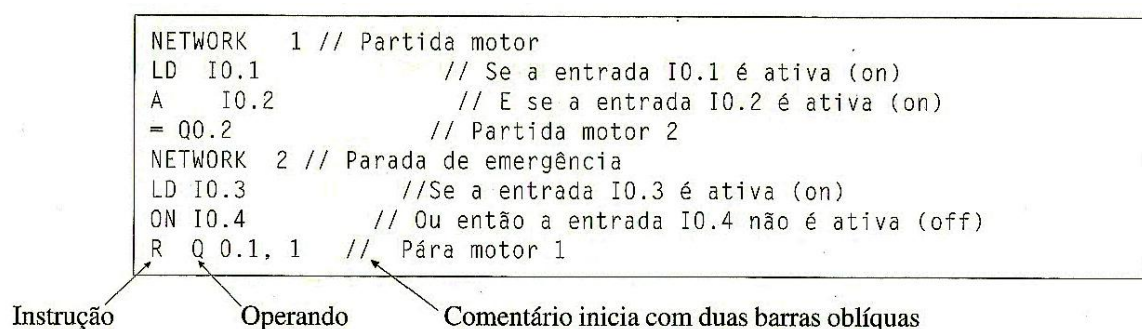 NETWORK 1 // Partida motor
LD I0.1 // Se a entrada I0.1 é ativa (on)
A I0.2 // E se a entrada I0.2 é ativa (on)
= Q0.2 // Partida motor 2
NETWORK 2 // Parada de emergência
LD I0.3 //Se a entrada I0.3 é ativa (on)
ON I0.4 // Ou então a entrada I0.4 não é ativa (off)
R Q 0.1, 1 // Pára motor 1
Instrução Operando Comentário inicia com duas barras oblíquas